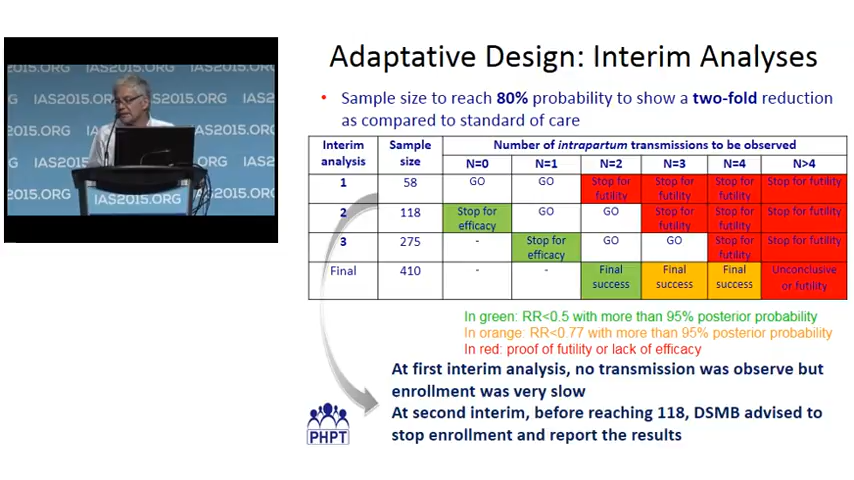 Adaptative Design: Interim Analyses
IAS2015.ORG
IAS2015.ORG
IAS2015.ORG
IAS2015.ORG
• Sample size to reach 80% probability to show a two-fold reduction
as compared to standard of care
Interim analysis Sample size Number of intrapartum transmissions to be observed
N=0 N=1 N=2 N=3 N=4 N>4
1 58 GO GO Stop for futility Stop for futility Stop for futility Stop for futility
2 118 Stop for efficacy GO GO Stop for futility Stop for futility Stop for futility
3 275 - Stop for efficacy GO GO Stop for futility Stop for futility
Final 410 - - Final success Final success Final success Unconclusive or futility
In green: RR<0.5 with more than 95% posterior probability
In orange: RR<0.77 with more than 95% posterior probability
In red: proof of futility or lack of efficacy
At first interim analysis, no transmission was observe but
enrollment was very slow
At second interim, before reaching 118, DSMB advised to
stop enrollment and report the results
PHPT